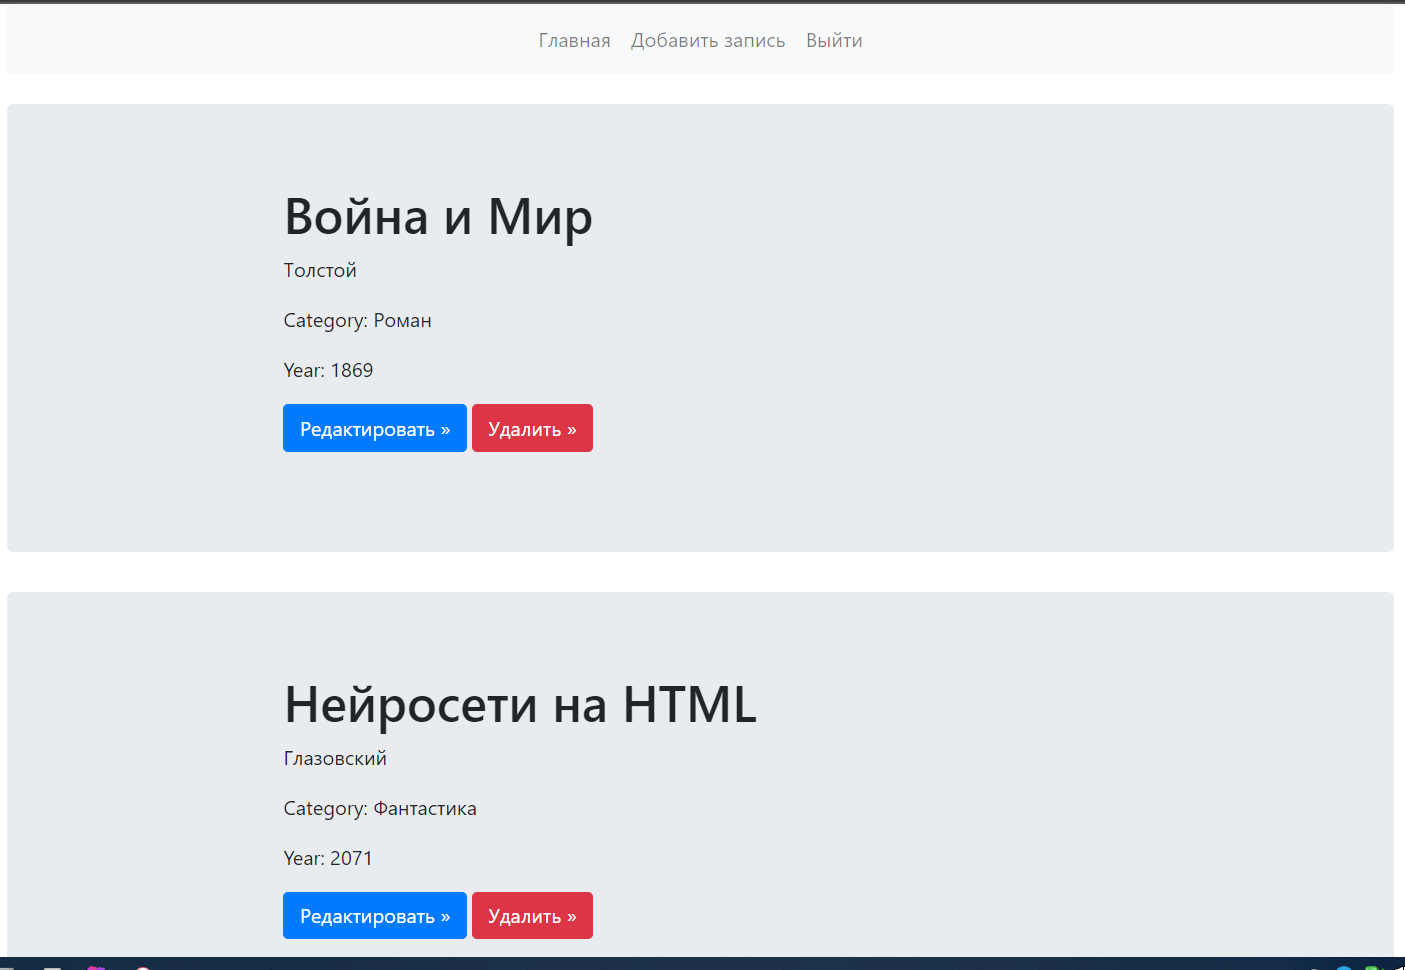 Главная Добавить запись Выйти
Война и Мир
Толстой
Category: Роман
Year: 1869
Редактировать » Удалить »
Нейросети на HTML
Глазовский
Category: Фантастика
Year: 2071
Редактировать » Удалить »